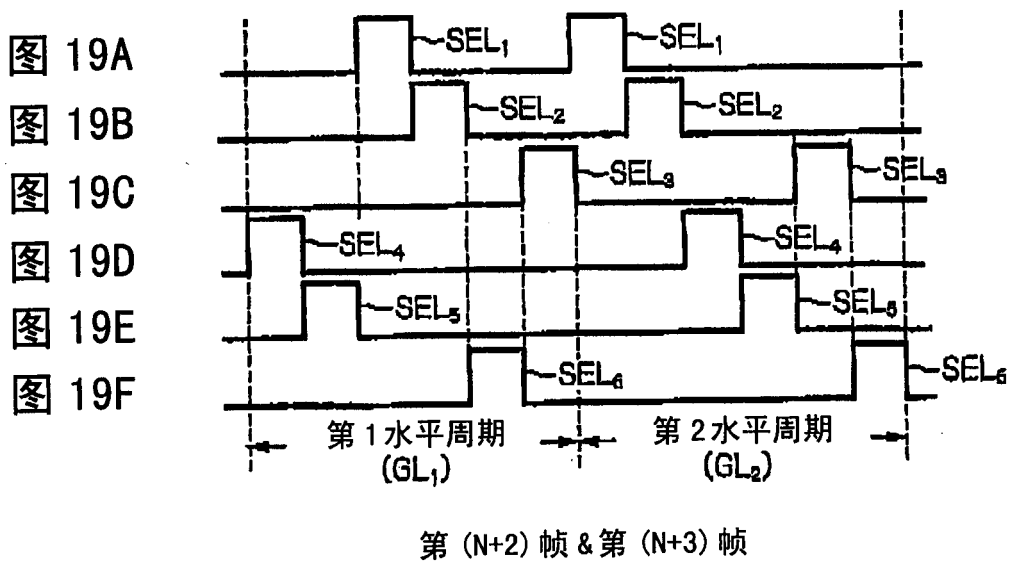 图 19A SEL₁ SEL₁
图 19B SEL₂ SEL₂
图 19C SEL₃ SEL₃
图 19D SEL₄ SEL₄
图 19E SEL₅ SEL₅
图 19F SEL₆ SEL₆
第1水平周期 第2水平周期
(GL₁) (GL₂)
第 (N+2) 帧 & 第 (N+3) 帧